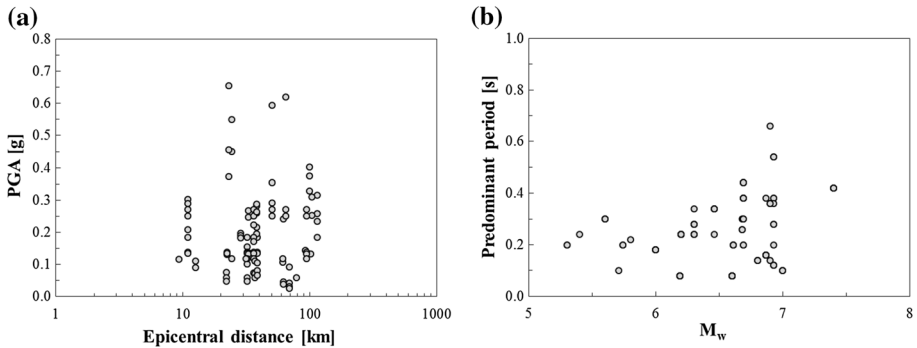 (a)
PGA [g]
0.8
0.7
0.6
0.5
0.4
0.3
0.2
0.1
0.0
1 10 100 1000
Epicentral distance [km]
(b)
Predominant period [s]
1.0
0.8
0.6
0.4
0.2
0.0
5 6 7 8
Mw